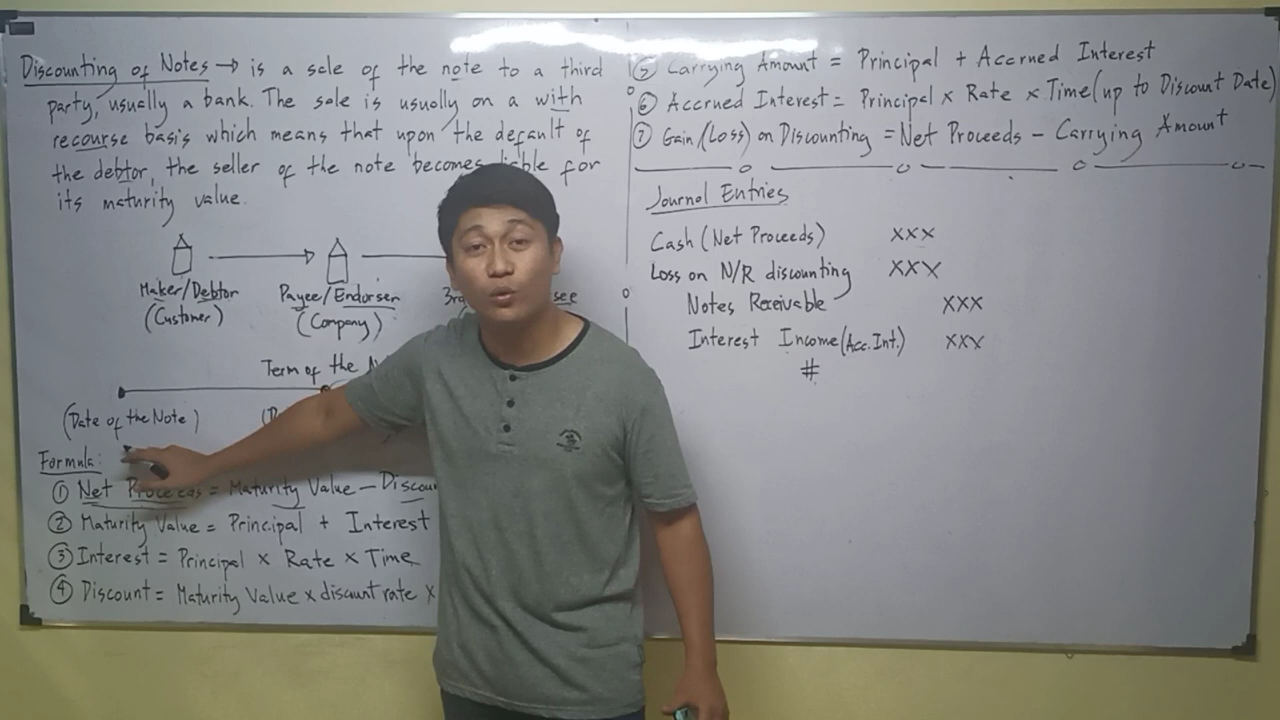 Discounting of Notes → is a sale of the note to a third
party, usually a bank. The sale is usually on a with
recourse basis which means that upon the default of
the debtor, the seller of the note becomes liable for
its maturity value.
Maker/Debtor
(Customer)
Payee/Endorser
(Company)
Term of the
(Date of the Note)
Formula:
① Net Proceeds = Maturity Value –
② Maturity Value = Principal + Interest
③ Interest = Principal × Rate × Time
④ Discount = Maturity Value × discount rate ×
⑤ Carrying Amount = Principal + Accrued Interest
⑥ Accrued Interest = Principal × Rate × Time (up to Discount Date)
⑦ Gain/(Loss) on Discounting = Net Proceeds – Carrying Amount
Journal Entries
Cash (Net Proceeds) XXX
Loss on N/R discounting XXX
Notes Receivable XXX
Interest Income (Acc. Int.) XXX
#